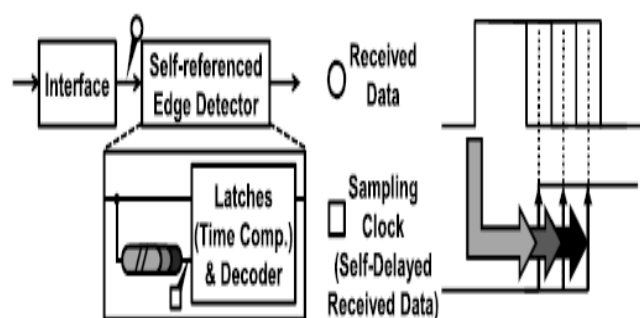 Interface
Self-referenced
Edge Detector
Latches
(Time Comp.)
& Decoder
Received
Data
Sampling
Clock
(Self-Delayed
Received Data)